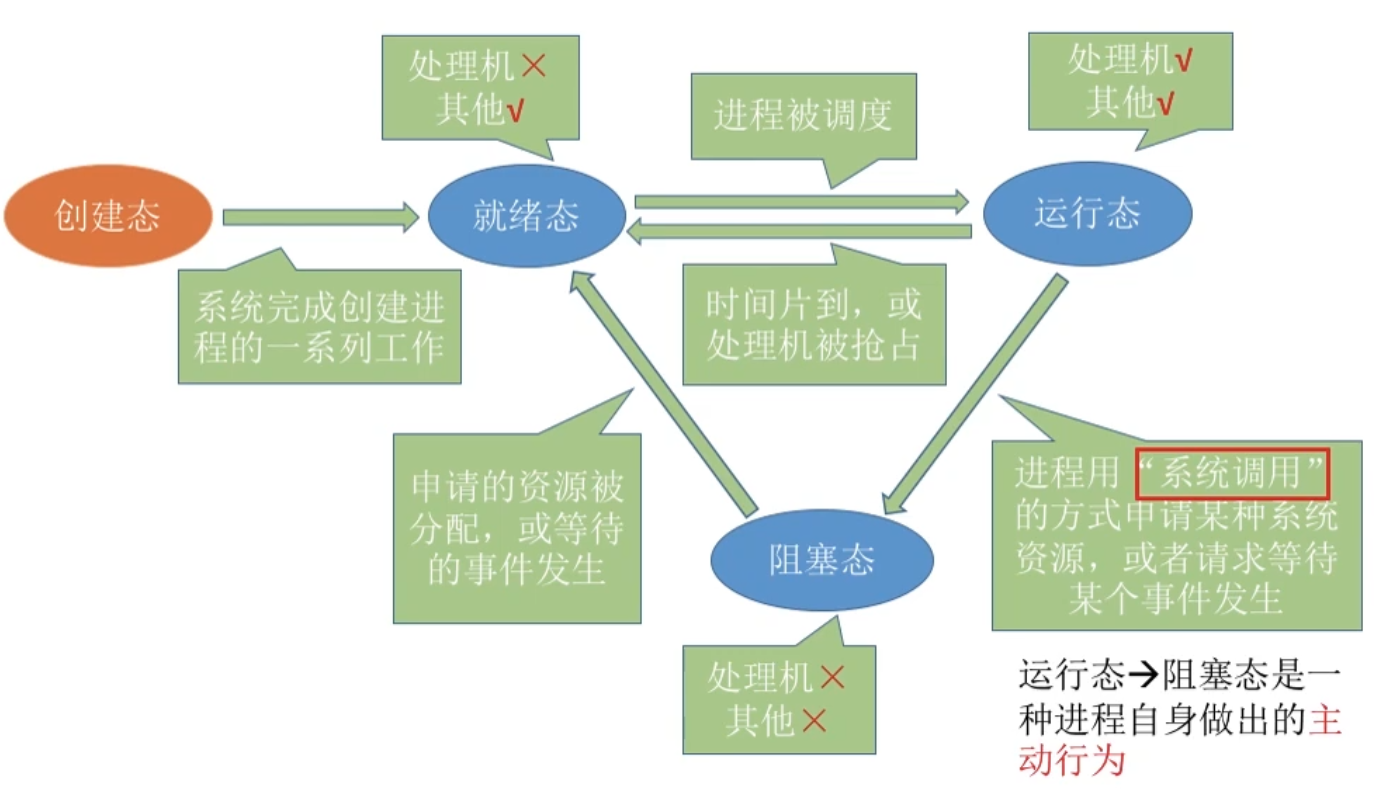 处理机×
其他√
进程被调度
处理机√
其他√
创建态
就绪态
运行态
系统完成创建进
程的一系列工作
时间片到，或
处理机被抢占
申请的资源被
分配，或等待
的事件发生
进程用“系统调用”
的方式申请某种系统
资源，或者请求等待
某个事件发生
阻塞态
处理机×
其他×
运行态→阻塞态是一
种进程自身做出的主
动行为